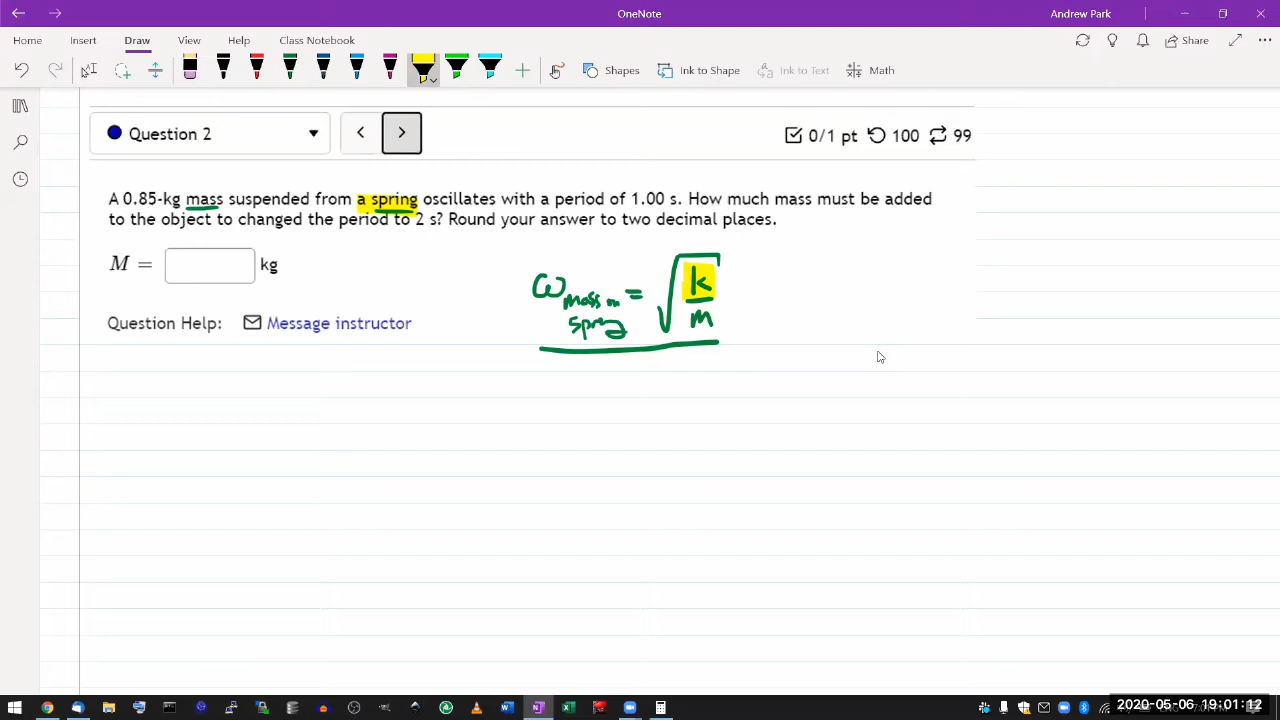 OneNote
Andrew Park
Home Insert Draw View Help Class Notebook
Share
Shapes Ink to Shape Ink to Text Math
Question 2
0/1 pt 100 99
A 0.85-kg mass suspended from a spring oscillates with a period of 1.00 s. How much mass must be added
to the object to changed the period to 2 s? Round your answer to two decimal places.
M = kg
Question Help: Message instructor
ω mass on spring = √(k/m)
2020-05-06 19:01:12